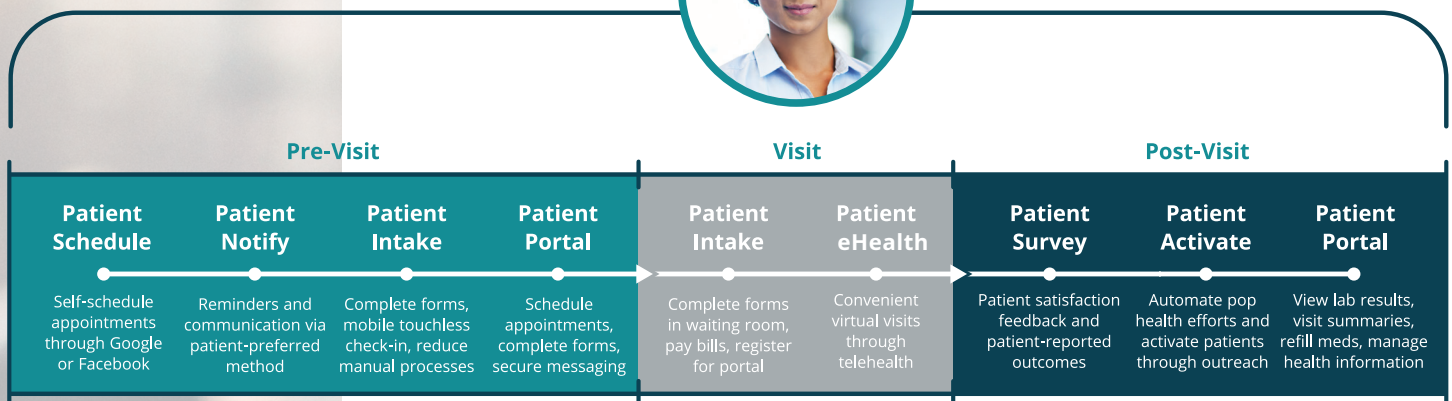 Pre-Visit
Patient
Schedule
Self-schedule
appointments
through Google
or Facebook
Patient
Notify
Reminders and
communication via
patient-preferred
method
Patient
Intake
Complete forms,
mobile touchless
check-in, reduce
manual processes
Patient
Portal
Schedule
appointments,
complete forms,
secure messaging
Visit
Patient
Intake
Complete forms
in waiting room,
pay bills, register
for portal
Patient
eHealth
Convenient
virtual visits
through
telehealth
Post-Visit
Patient
Survey
Patient satisfaction
feedback and
patient-reported
outcomes
Patient
Activate
Automate pop
health efforts and
activate patients
through outreach
Patient
Portal
View lab results,
visit summaries,
refill meds, manage
health information